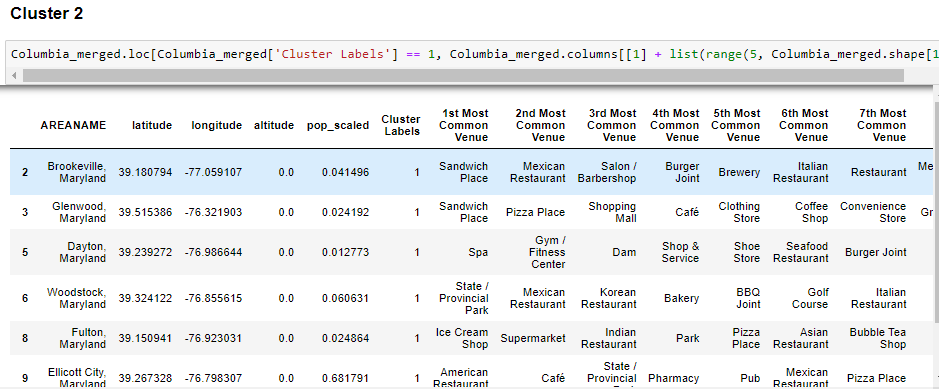 Cluster 2
Columbia_merged.loc[Columbia_merged['Cluster Labels'] == 1, Columbia_merged.columns[[1] + list(range(5, Columbia_merged.shape[1
AREANAME latitude longitude altitude pop_scaled Cluster Labels 1st Most Common Venue 2nd Most Common Venue 3rd Most Common Venue 4th Most Common Venue 5th Most Common Venue 6th Most Common Venue 7th Most Common Venue
2 Brookeville, Maryland 39.180794 -77.059107 0.0 0.041496 1 Sandwich Place Mexican Restaurant Salon / Barbershop Burger Joint Brewery Italian Restaurant Restaurant Me
3 Glenwood, Maryland 39.515386 -76.321903 0.0 0.024192 1 Sandwich Place Pizza Place Shopping Mall Café Clothing Store Coffee Shop Convenience Store Gr
5 Dayton, Maryland 39.239272 -76.986644 0.0 0.012773 1 Spa Gym / Fitness Center Dam Shop & Service Shoe Store Seafood Restaurant Burger Joint
6 Woodstock, Maryland 39.324122 -76.855615 0.0 0.060631 1 State / Provincial Park Mexican Restaurant Korean Restaurant Bakery BBQ Joint Golf Course Italian Restaurant
8 Fulton, Maryland 39.150941 -76.923031 0.0 0.024864 1 Ice Cream Shop Supermarket Indian Restaurant Park Pizza Place Asian Restaurant Bubble Tea Shop
9 Ellicott City, Maryland 39.267328 -76.798307 0.0 0.681791 1 American Restaurant Café State / Provincial Pharmacy Pub Mexican Restaurant Pizza Place